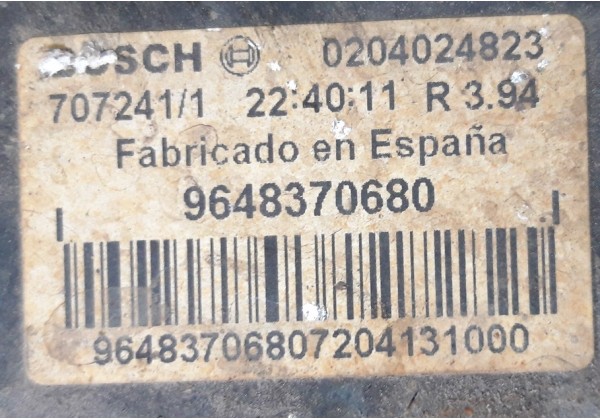 BOSCH 0204024823
707241/1 22:40:11 R 3.94
Fabricado en España
9648370680
96483706807204131000